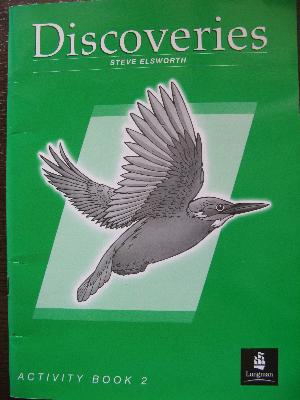 Discoveries
STEVE ELSWORTH
ACTIVITY BOOK 2
Longman